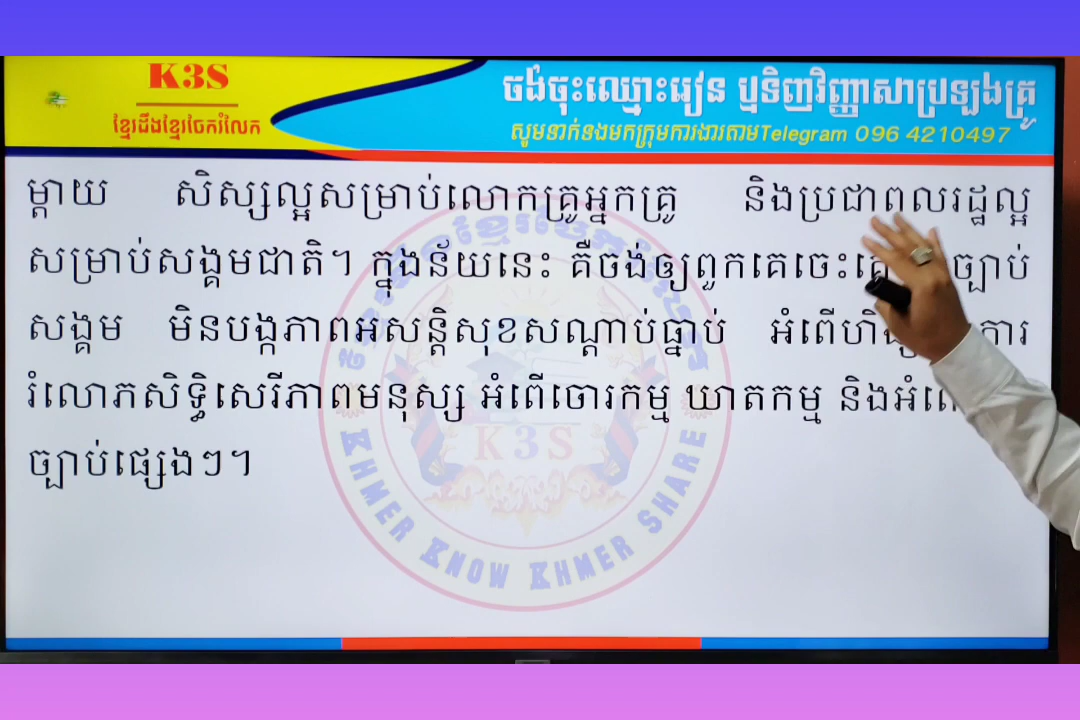 K3S
ខ្មែរដឹងខ្មែរចែករំលែក
ចង់ចុះឈ្មោះរៀន ឬទិញវិញ្ញាសាប្រឡងគ្រូ
សូមទាក់ទងមកក្រុមការងារតាមTelegram 096 4210497
ម្តាយ សិស្សល្អសម្រាប់លោកគ្រូអ្នកគ្រូ និងប្រជាពលរដ្ឋល្អ
សម្រាប់សង្គមជាតិ។ ក្នុងន័យនេះ គឺចង់ឲ្យពួកគេចេះ ច្បាប់
សង្គម មិនបង្កភាពអសន្តិសុខសណ្តាប់ធ្នាប់ អំពើ ការ
រំលោភសិទ្ធិសេរីភាពមនុស្ស អំពើចោរកម្ម ឃាតកម្ម និង
ច្បាប់ផ្សេងៗ។
K3S
KHMER KNOW KHMER SHARE